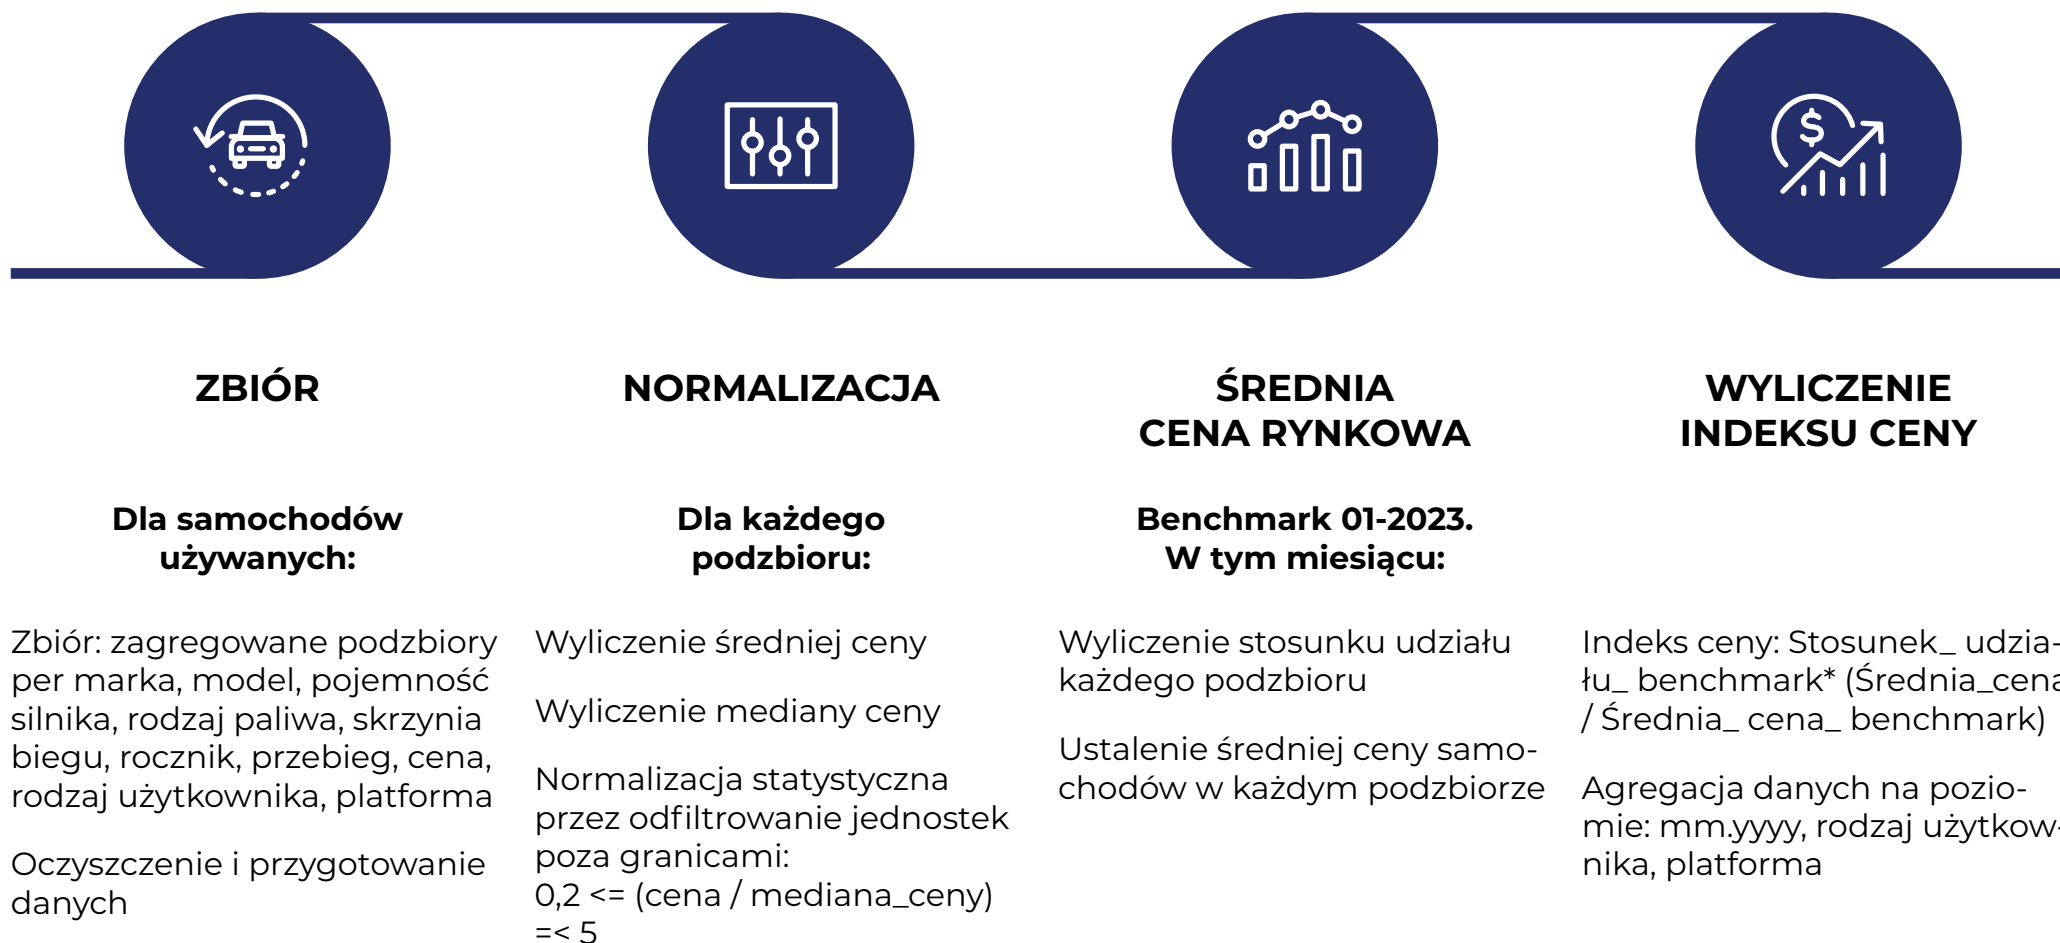 ZBIÓR
Dla samochodów
używanych:
Zbiór: zagregowane podzbiory
per marka, model, pojemność
silnika, rodzaj paliwa, skrzynia
biegu, rocznik, przebieg, cena,
rodzaj użytkownika, platforma
Oczyszczenie i przygotowanie
danych
NORMALIZACJA
Dla każdego
podzbioru:
Wyliczenie średniej ceny
Wyliczenie mediany ceny
Normalizacja statystyczna
przez odfiltrowanie jednostek
poza granicami:
0,2 <= (cena / mediana_ceny)
=< 5
ŚREDNIA
CENA RYNKOWA
Benchmark 01-2023.
W tym miesiącu:
Wyliczenie stosunku udziału
każdego podzbioru
Ustalenie średniej ceny samo-
chodów w każdym podzbiorze
WYLICZENIE
INDEKSU CENY
Indeks ceny: Stosunek_ udzia-
łu_ benchmark* (Średnia_cena
/ Średnia_ cena_ benchmark)
Agregacja danych na pozio-
mie: mm.yyyy, rodzaj użytkow-
nika, platforma